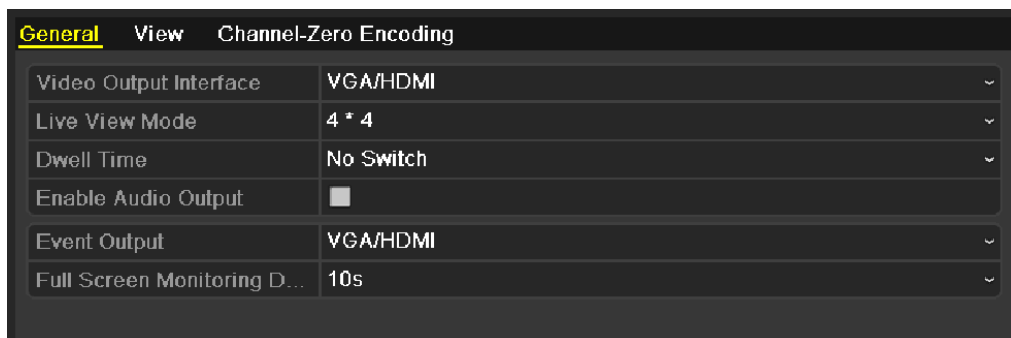 General View Channel-Zero Encoding
Video Output Interface VGA/HDMI
Live View Mode 4 * 4
Dwell Time No Switch
Enable Audio Output
Event Output VGA/HDMI
Full Screen Monitoring D... 10s